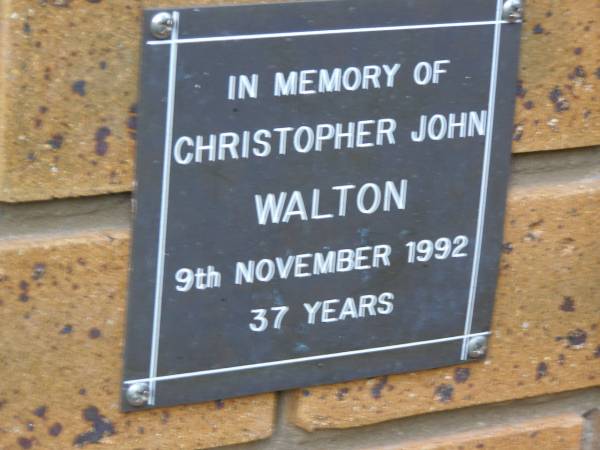 IN MEMORY OF
CHRISTOPHER JOHN
WALTON
9th NOVEMBER 1992
37 YEARS